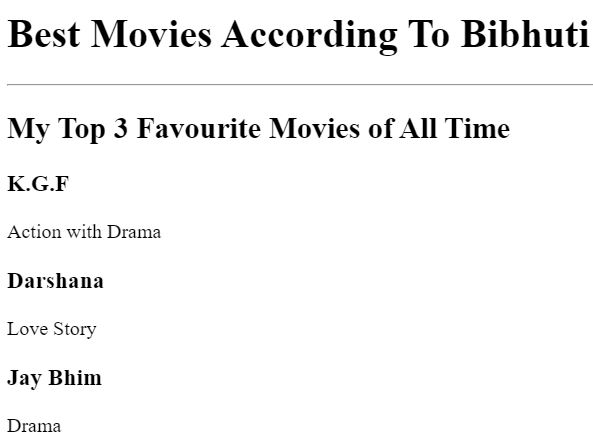 Best Movies According To Bibhuti
My Top 3 Favourite Movies of All Time
K.G.F
Action with Drama
Darshana
Love Story
Jay Bhim
Drama